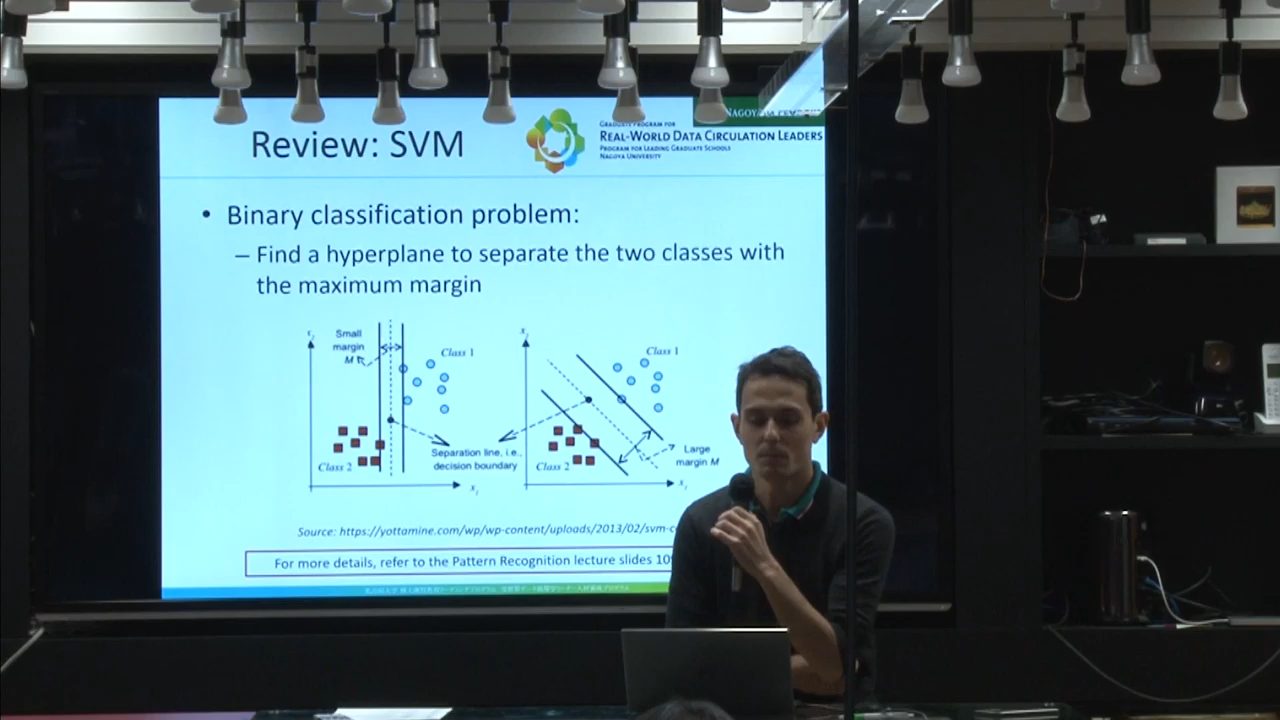 NAGOYA
GRADUATE PROGRAM FOR
REAL-WORLD DATA CIRCULATION LEADERS
PROGRAM FOR LEADING GRADUATE SCHOOLS
NAGOYA UNIVERSITY
Review: SVM
• Binary classification problem:
– Find a hyperplane to separate the two classes with
the maximum margin
Small
margin
M
Class 1
Class 2
x
Separation line, i.e.,
decision boundary
x
Class 1
Class 2
Large
margin M
x
Source: https://yottamine.com/wp/wp-content/uploads/2013/02/svm-c
For more details, refer to the Pattern Recognition lecture slides 10